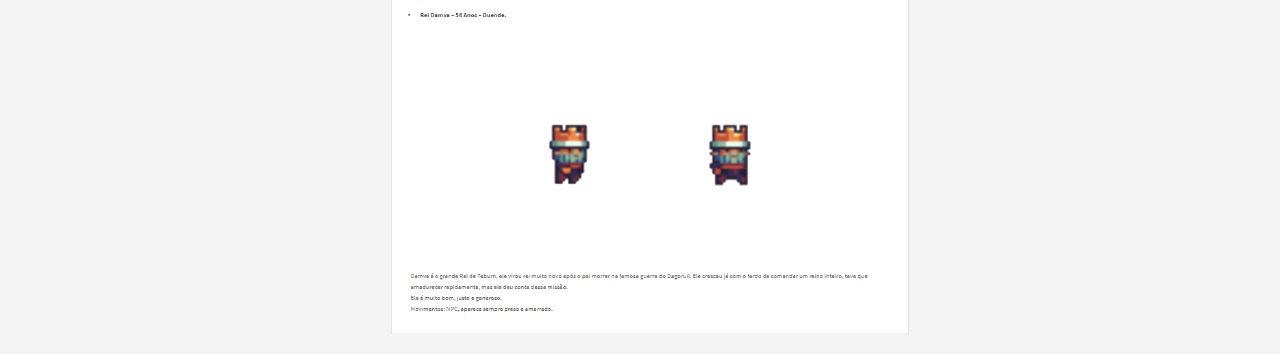 • Rei Damva – 54 Anos – Duende.
Damva é o grande Rei de Teburn, ele virou rei muito novo após o pai morrer na famosa guerra do Dagoruil. Ele cresceu já com o fardo de comandar um reino inteiro, teve que
amadurecer rapidamente, mas ele deu conta dessa missão.
Ele é muito bom, justo e generoso.
Movimentos: NPC, aparece sempre preso e amarrado.